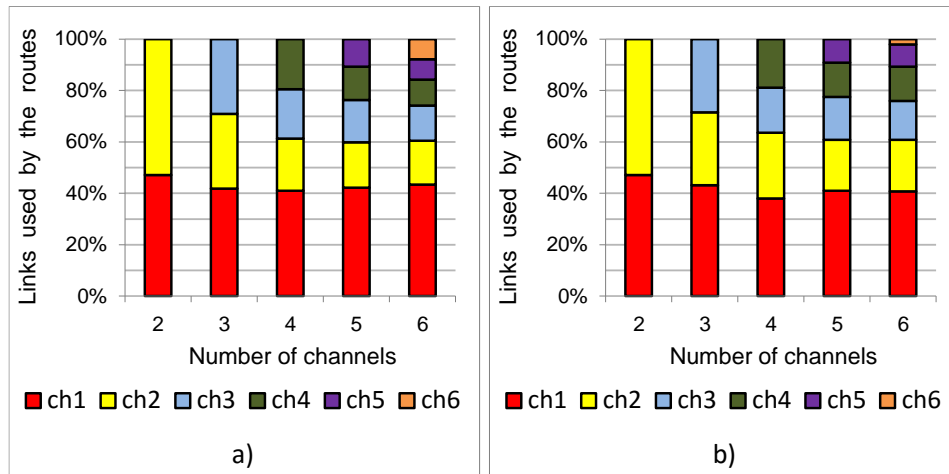 100%
80%
60%
40%
20%
0%
Links used by the routes
2 3 4 5 6
Number of channels
ch1 ch2 ch3 ch4 ch5 ch6
a)
100%
80%
60%
40%
20%
0%
Links used by the routes
2 3 4 5 6
Number of channels
ch1 ch2 ch3 ch4 ch5 ch6
b)